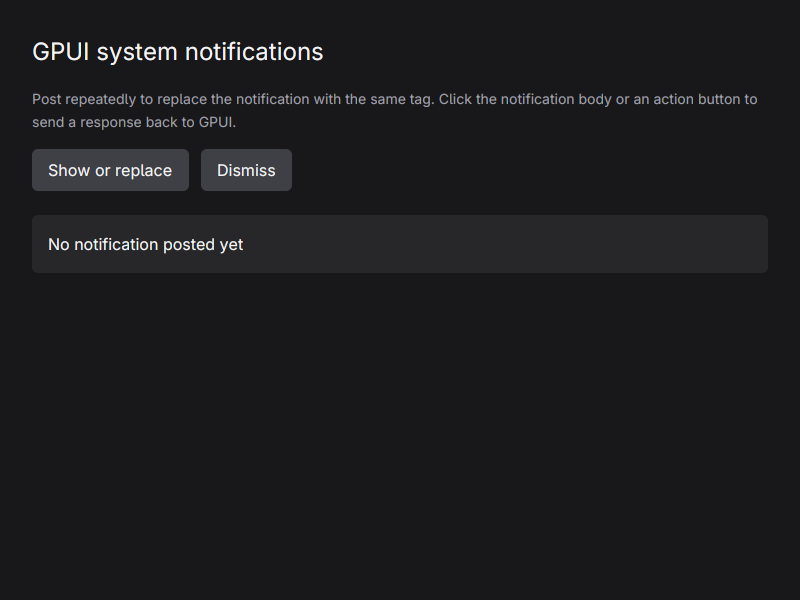 GPUI system notifications
Post repeatedly to replace the notification with the same tag. Click the notification body or an action button to
send a response back to GPUI.
Show or replace
Dismiss
No notification posted yet